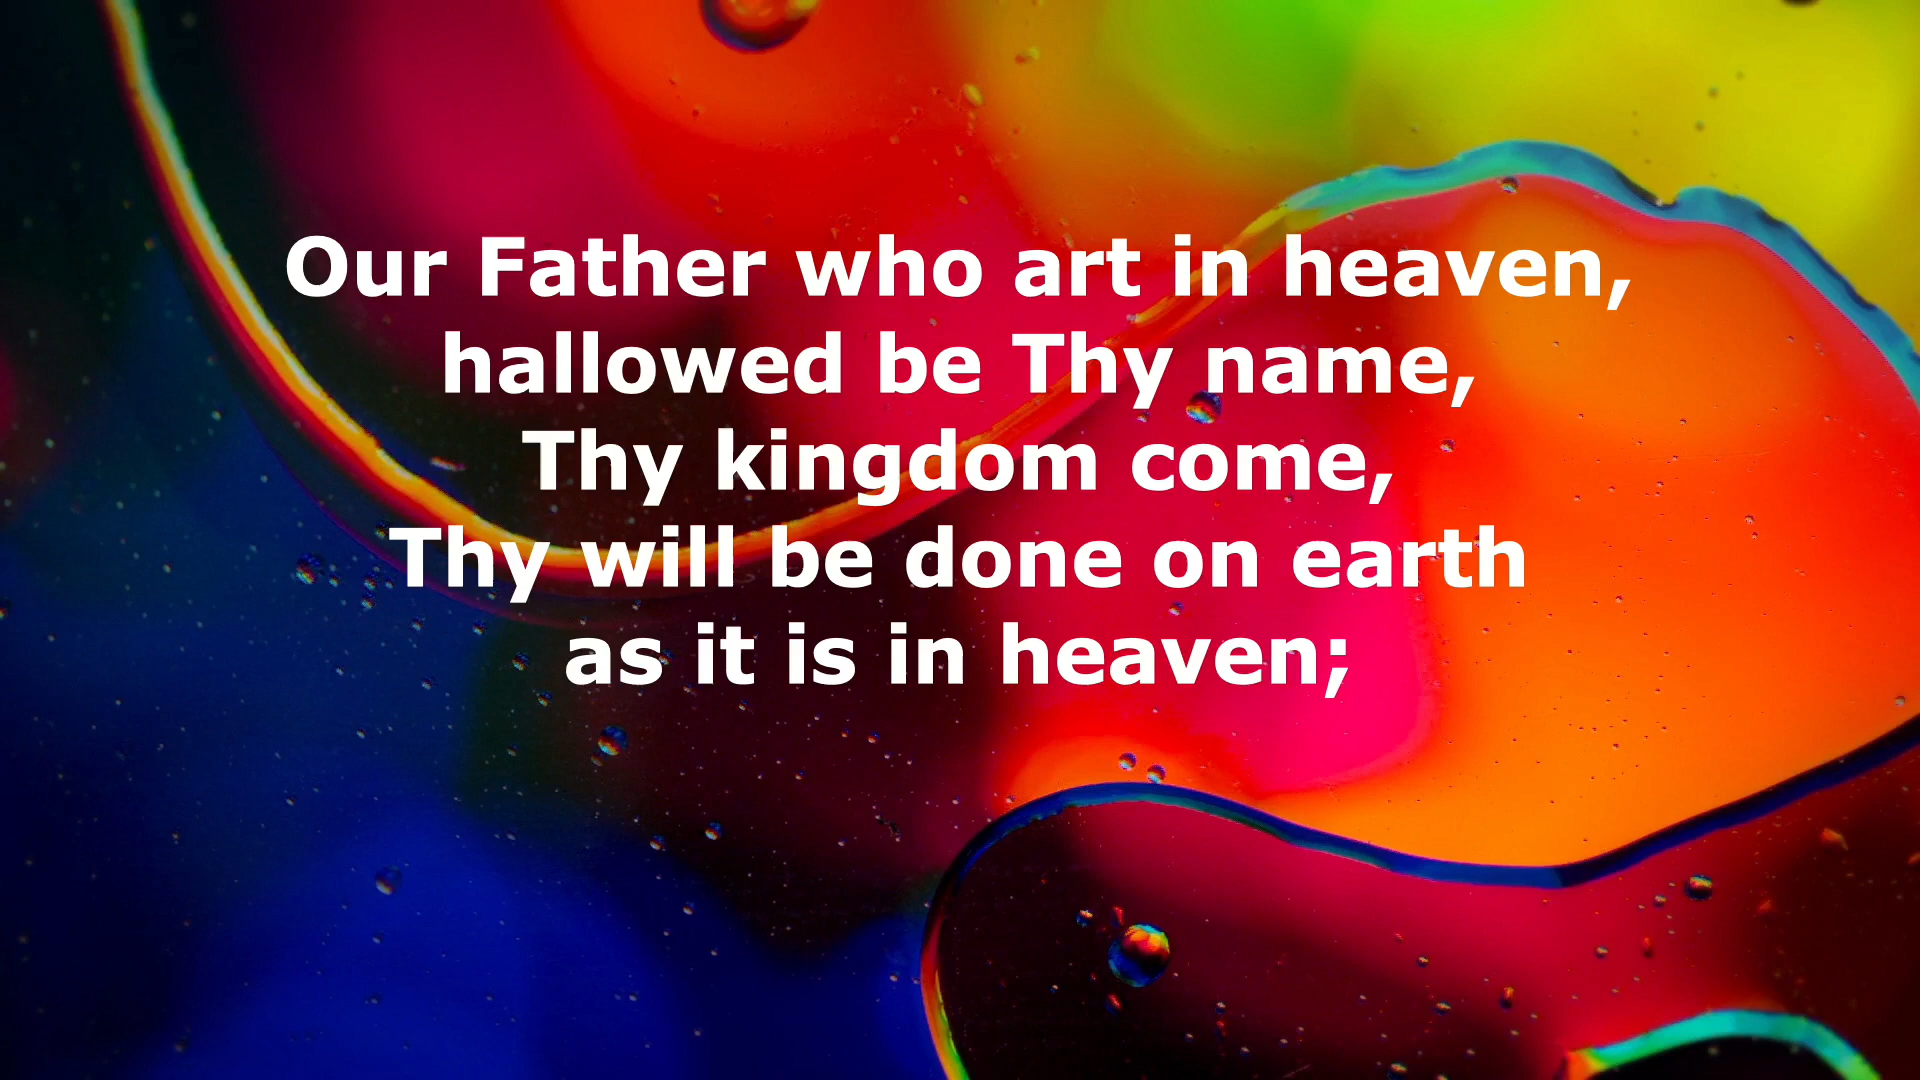 Our Father who art in heaven,
hallowed be Thy name,
Thy kingdom come,
Thy will be done on earth
as it is in heaven;